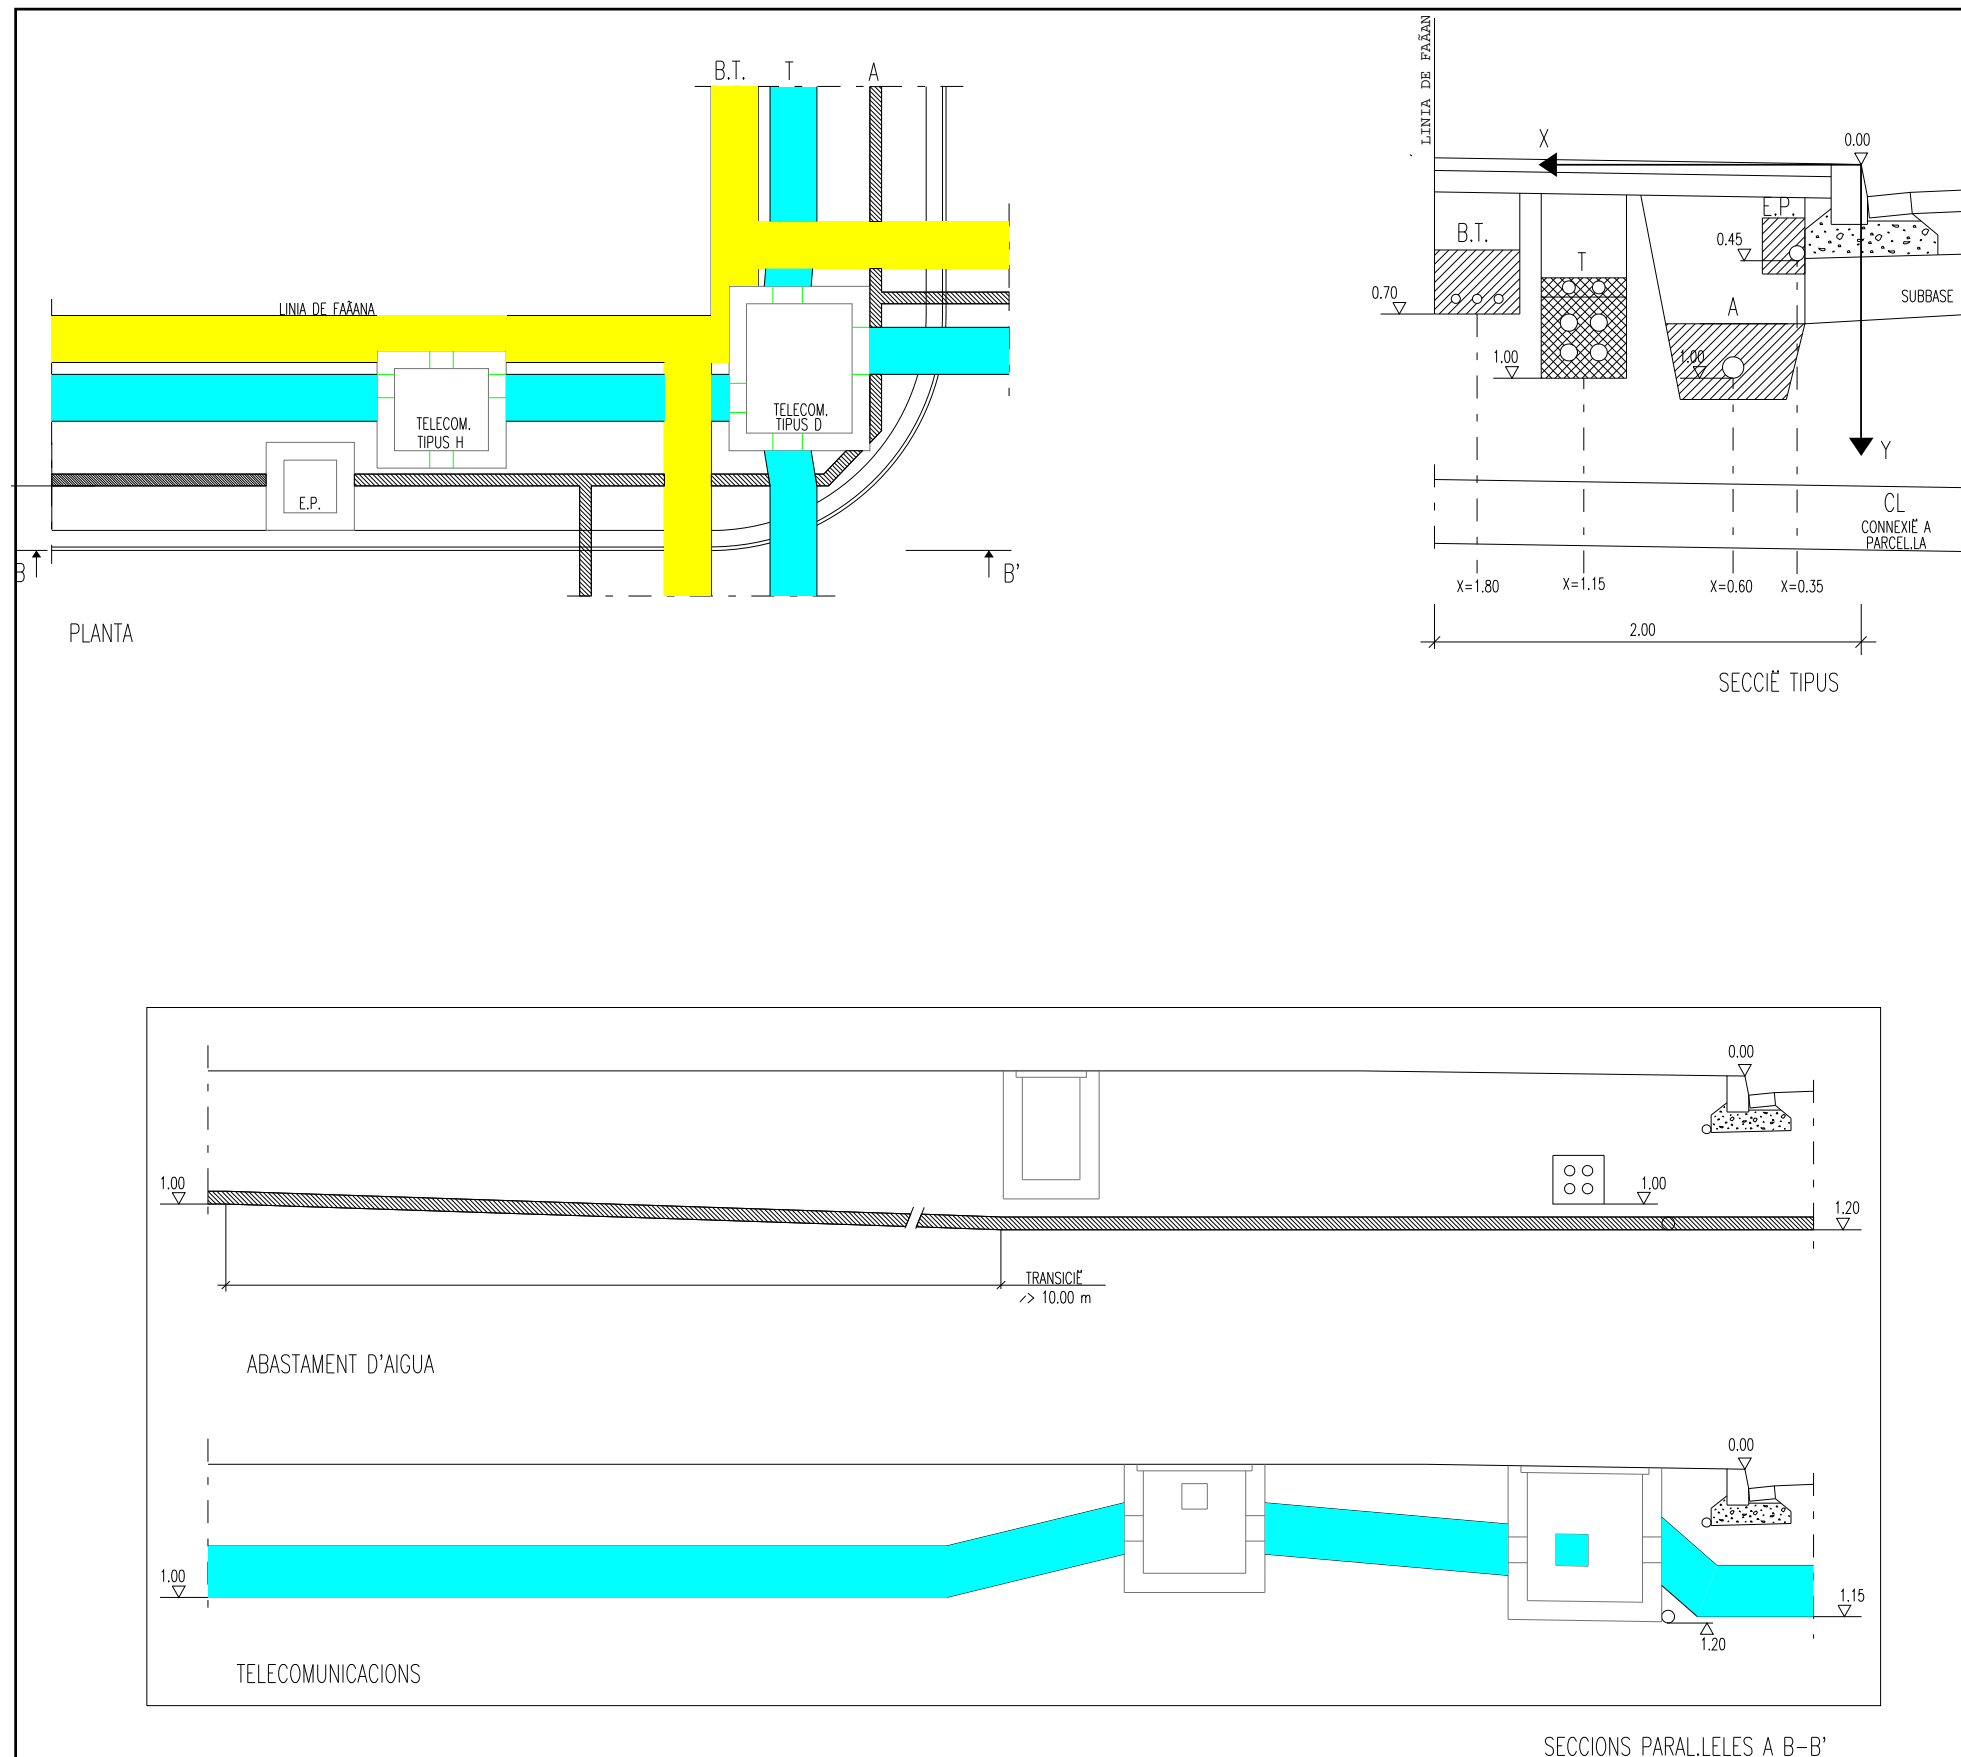 B.T. T A
LINIA DE FAÃANA
TELECOM.
TIPUS H
TELECOM.
TIPUS D
E.P.
B
B'
PLANTA
LINIA DE FAÃAN
X
0.00
E.P.
B.T.
0.45
T
0.70
A
SUBBASE
1.00
1.00
Y
CL
CONNEXIË A
PARCEL.LA
X=1.80
X=1.15
X=0.60
X=0.35
2.00
SECCIË TIPUS
0.00
1.00
1.00
1.20
TRANSICIË
> 10.00 m
ABASTAMENT D'AIGUA
0.00
1.00
1.15
1.20
TELECOMUNICACIONS
SECCIONS PARAL.LELES A B-B'